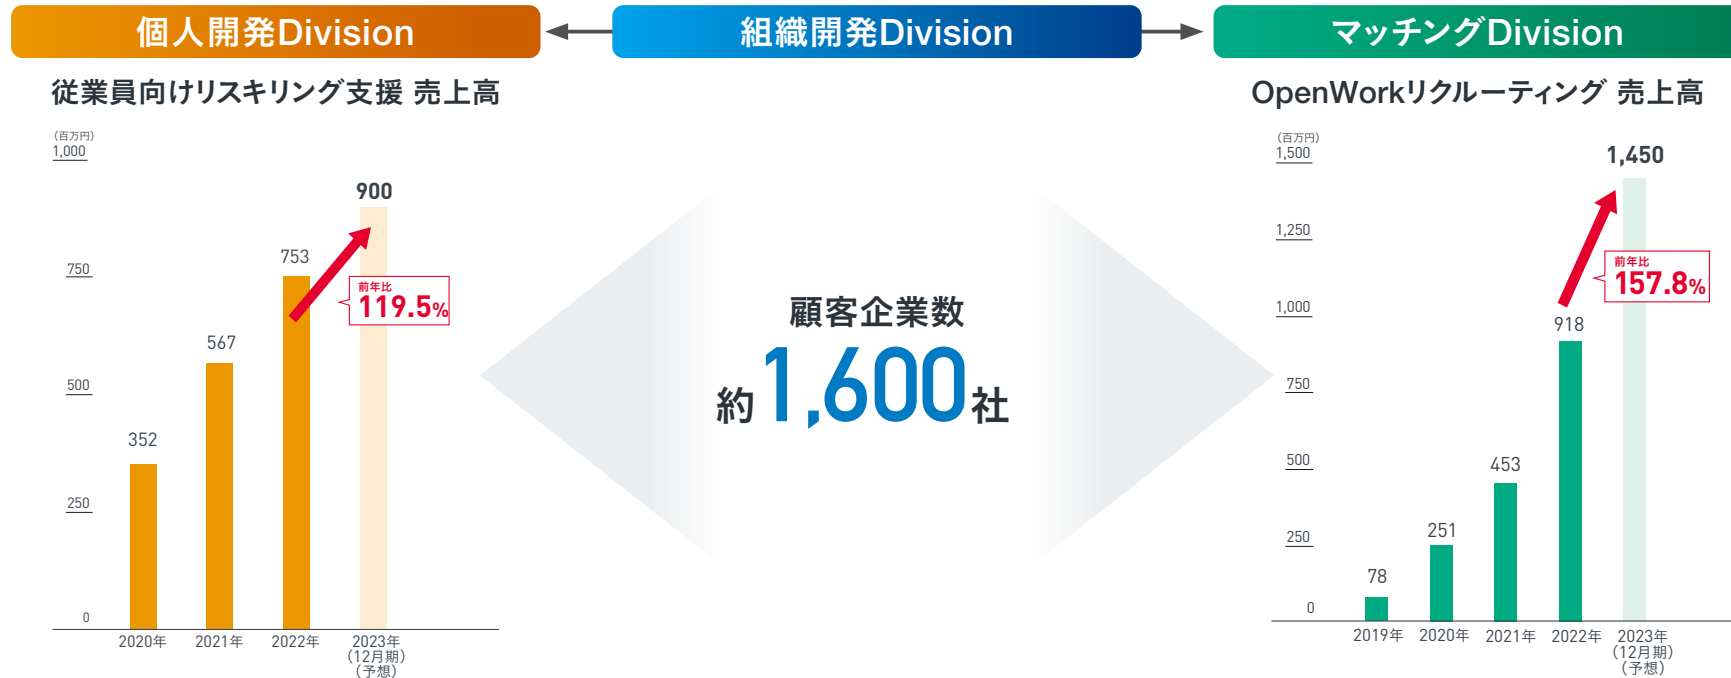 個人開発Division
組織開発Division
マッチングDivision
従業員向けリスキリング支援 売上高
(百万円)
1,000
750
500
250
0
352
567
753
900
前年比
119.5%
2020年
2021年
2022年
2023年
(12月期)
(予想)
顧客企業数
約1,600社
OpenWorkリクルーティング 売上高
(百万円)
1,500
1,250
1,000
750
500
250
0
78
251
453
918
1,450
前年比
157.8%
2019年
2020年
2021年
2022年
2023年
(12月期)
(予想)